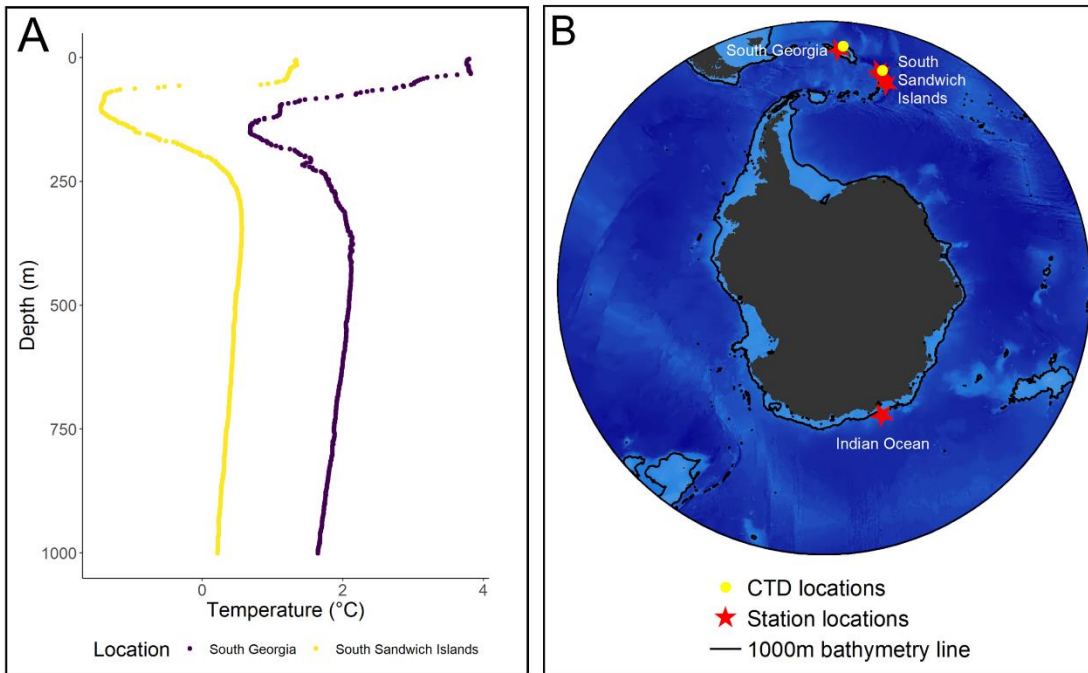 A
0
250
500
750
1000
Depth (m)
0
2
4
Temperature (°C)
Location
South Georgia
South Sandwich Islands
B
South Georgia
South
Sandwich
Islands
Indian Ocean
CTD locations
Station locations
1000m bathymetry line